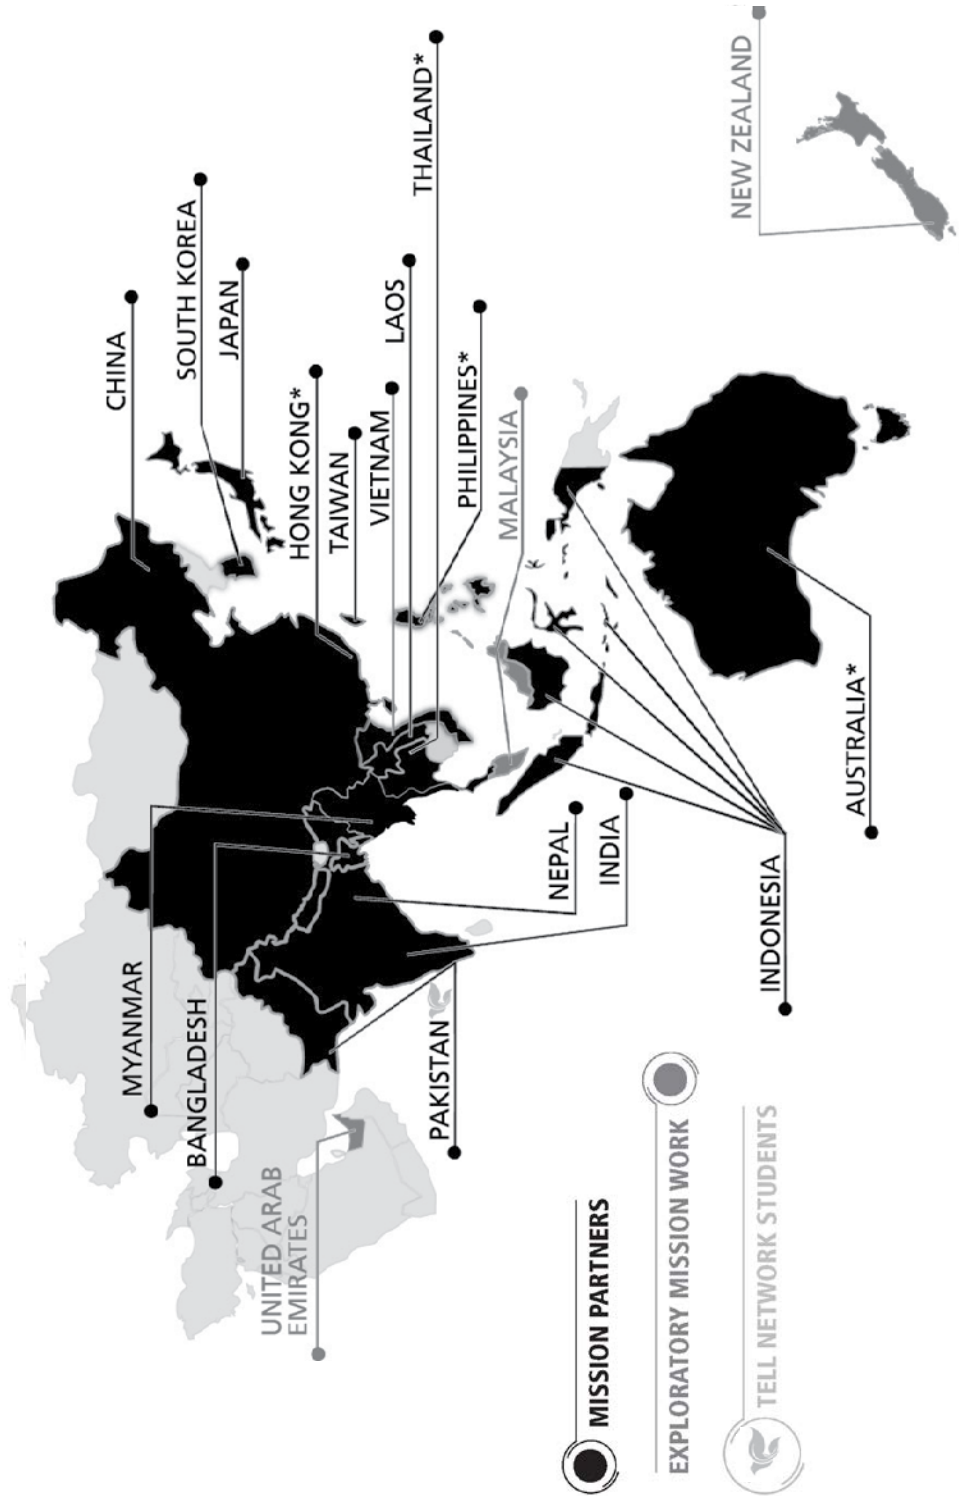 CHINA
SOUTH KOREA
JAPAN
HONG KONG*
TAIWAN
VIETNAM
LAOS
THAILAND*
PHILIPPINES*
MALAYSIA
NEW ZEALAND
MYANMAR
BANGLADESH
UNITED ARAB
EMIRATES
PAKISTAN
NEPAL
INDIA
INDONESIA
AUSTRALIA*
MISSION PARTNERS
EXPLORATORY MISSION WORK
TELL NETWORK STUDENTS